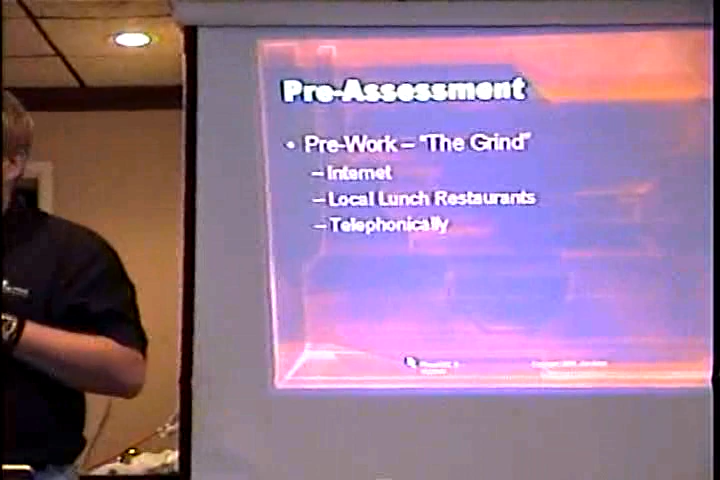 Pre-Assessment
• Pre-Work – "The Grind"
– Internet
– Local Lunch Restaurants
– Telephonically